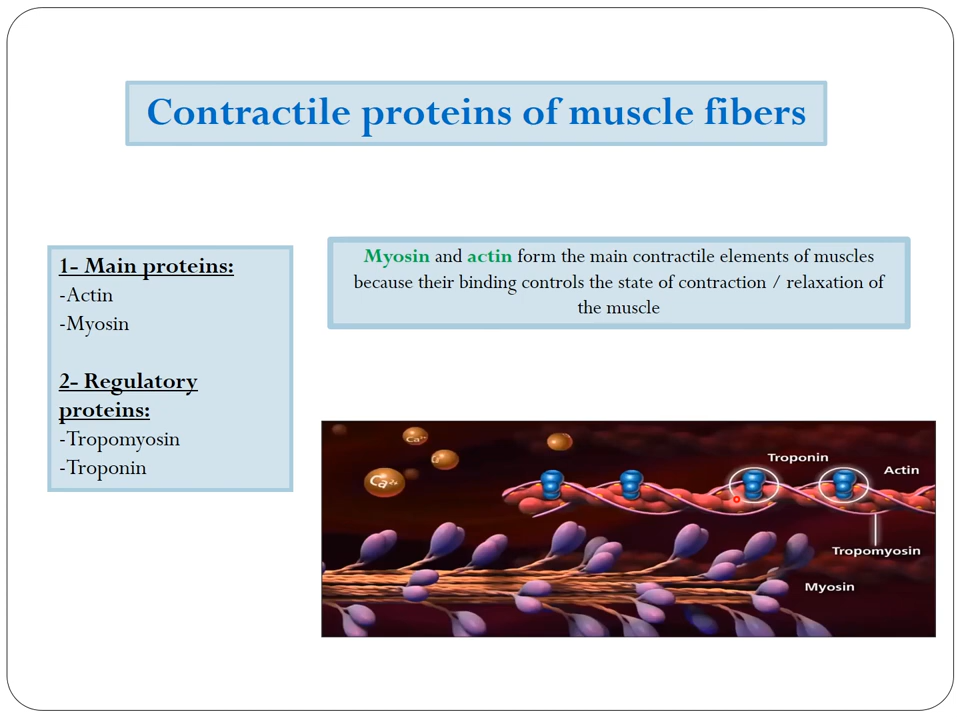 Contractile proteins of muscle fibers
1- Main proteins:
-Actin
-Myosin
2- Regulatory
proteins:
-Tropomyosin
-Troponin
Myosin and actin form the main contractile elements of muscles
because their binding controls the state of contraction / relaxation of
the muscle
Ca²⁺
Ca²⁺
Troponin
Actin
Tropomyosin
Myosin